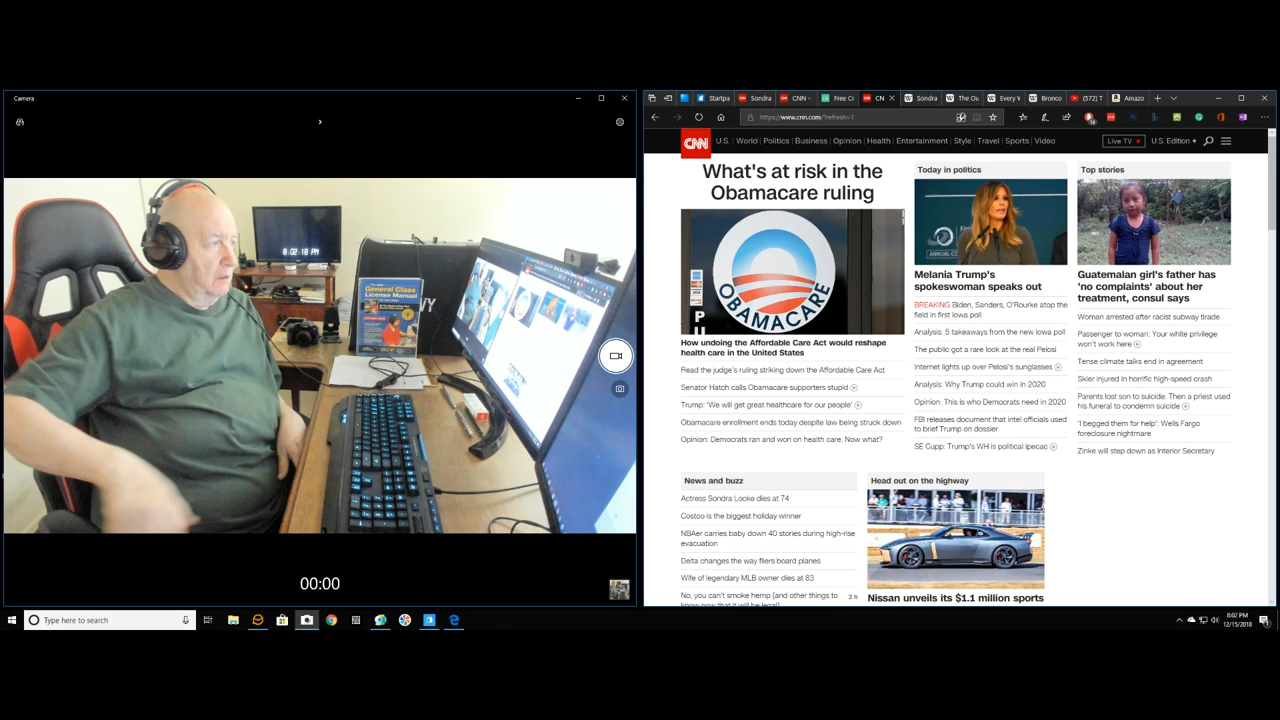 Camera
8:02:18 PM
General Class
License Manual
00:00
Startpa
Sondra
CNN -
Free Cr
CN
Sondra
The Ou
Every V
Bronco
(572) T
Amazo
https://www.cnn.com/?refresh=1
CNN
U.S.
World
Politics
Business
Opinion
Health
Entertainment
Style
Travel
Sports
Video
Live TV
U.S. Edition +
What's at risk in the
Obamacare ruling
OBAMACARE
How undoing the Affordable Care Act would reshape
health care in the United States
Read the judge's ruling striking down the Affordable Care Act
Senator Hatch calls Obamacare supporters stupid
Trump: 'We will get great healthcare for our people'
Obamacare enrollment ends today despite law being struck down
Opinion: Democrats ran and won on health care. Now what?
Today in politics
ANNUAL CO
Melania Trump's
spokeswoman speaks out
BREAKING Biden, Sanders, O'Rourke atop the
field in first Iowa poll
Analysis: 5 takeaways from the new Iowa poll
The public got a rare look at the real Pelosi
Internet lights up over Pelosi's sunglasses
Analysis: Why Trump could win in 2020
Opinion: This is who Democrats need in 2020
FBI releases document that intel officials used
to brief Trump on dossier
SE Cupp: Trump's WH is political ipecac
Top stories
Guatemalan girl's father has
'no complaints' about her
treatment, consul says
Woman arrested after racist subway tirade
Passenger to woman: Your white privilege
won't work here
Tense climate talks end in agreement
Skier injured in horrific high-speed crash
Parents lost son to suicide. Then a priest used
his funeral to condemn suicide
'I begged them for help': Wells Fargo
foreclosure nightmare
Zinke will step down as Interior Secretary
News and buzz
Actress Sondra Locke dies at 74
Costco is the biggest holiday winner
NBAer carries baby down 40 stories during high-rise
evacuation
Delta changes the way fliers board planes
Wife of legendary MLB owner dies at 83
No, you can't smoke hemp (and other things to
know now that it will be legal)
3 h
Head out on the highway
Nissan unveils its $1.1 million sports
Type here to search
8:02 PM
12/15/2018